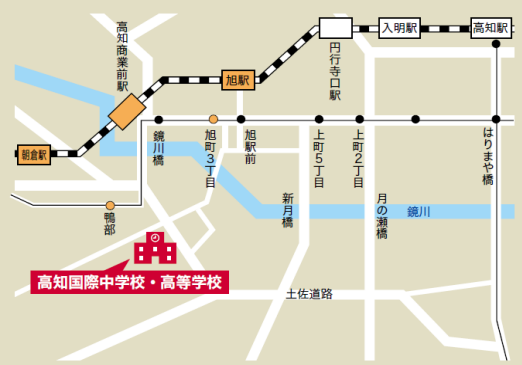 高知商業前駅
円行寺口駅
入明駅
高知駅
旭駅
朝倉駅
鏡川橋
旭町3丁目
旭駅前
上町5丁目
上町2丁目
はりまや橋
鴨部
新月橋
月の瀬橋
鏡川
高知国際中学校・高等学校
土佐道路